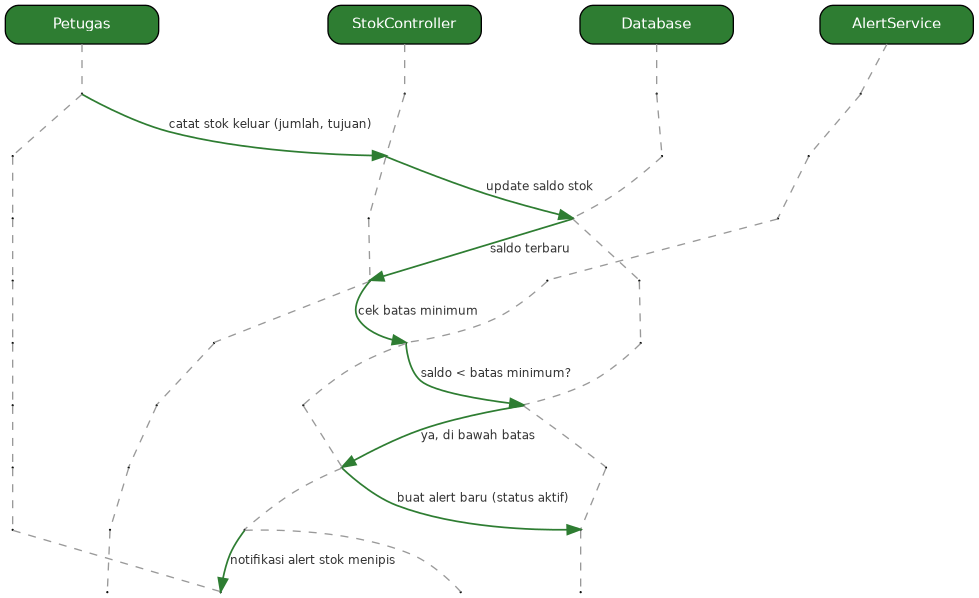 Petugas
StokController
Database
AlertService
catat stok keluar (jumlah, tujuan)
update saldo stok
saldo terbaru
cek batas minimum
saldo < batas minimum?
ya, di bawah batas
buat alert baru (status aktif)
notifikasi alert stok menipis